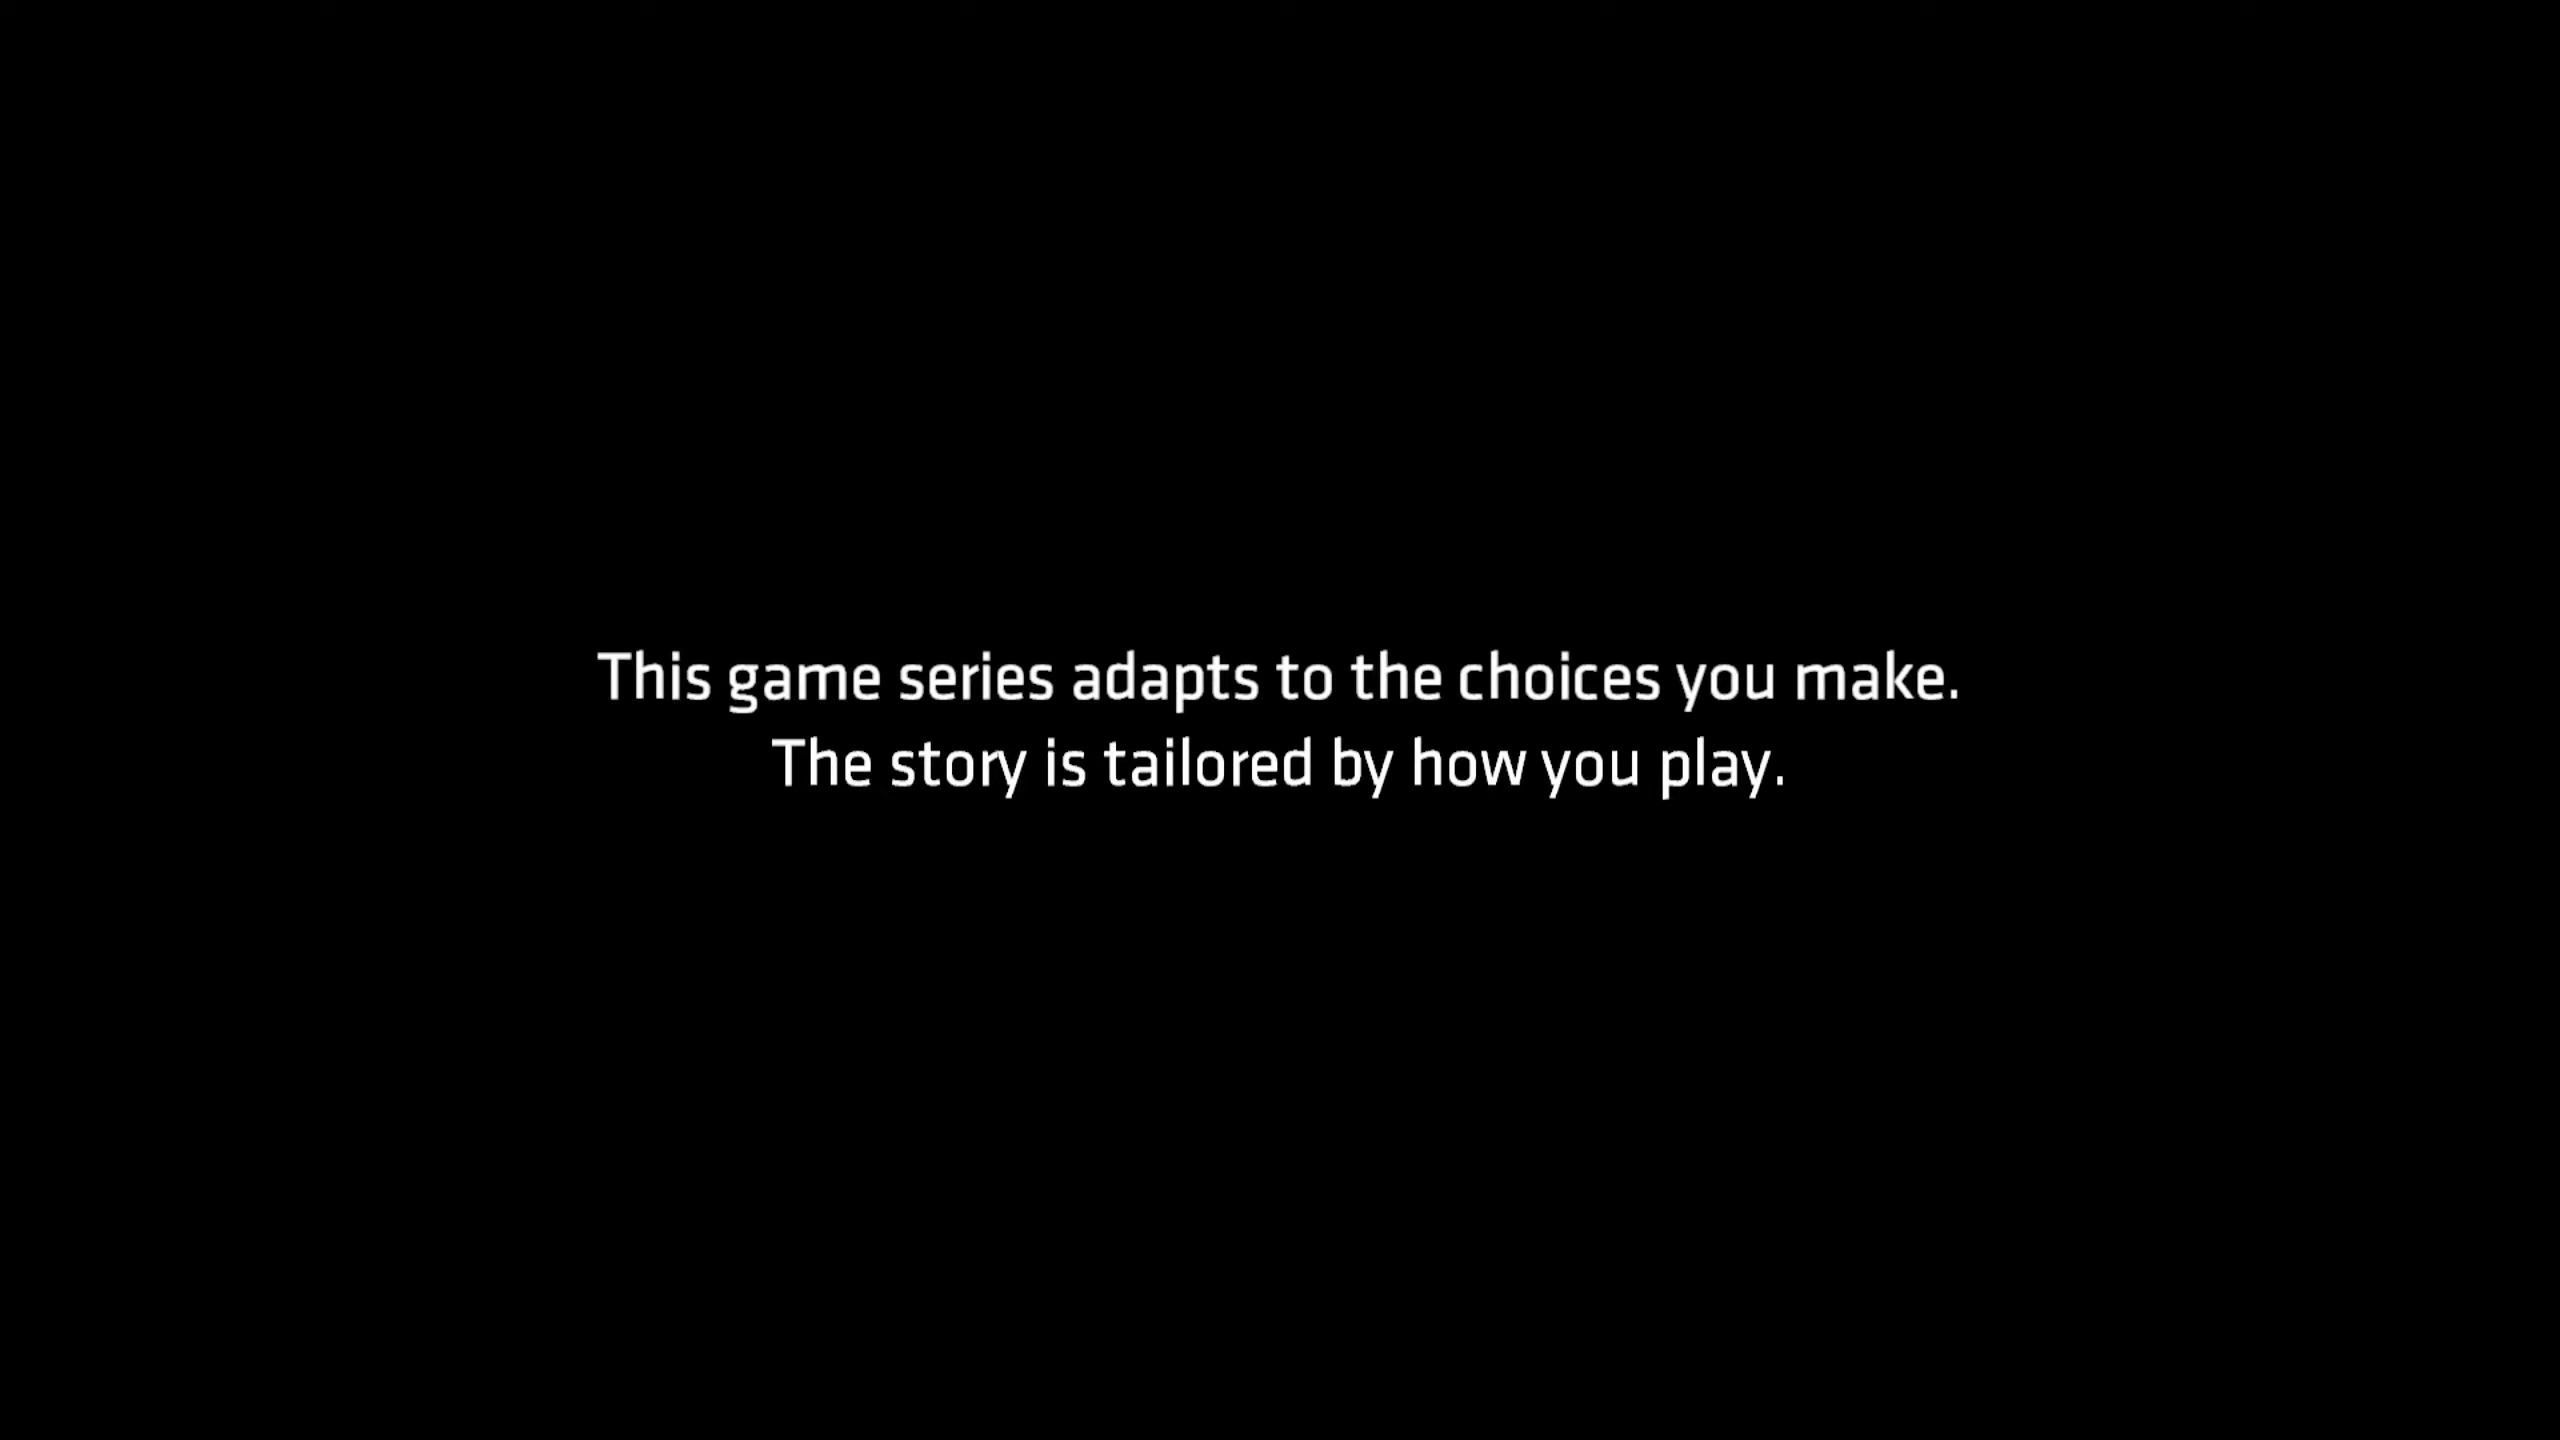 This game series adapts to the choices you make.
The story is tailored by how you play.